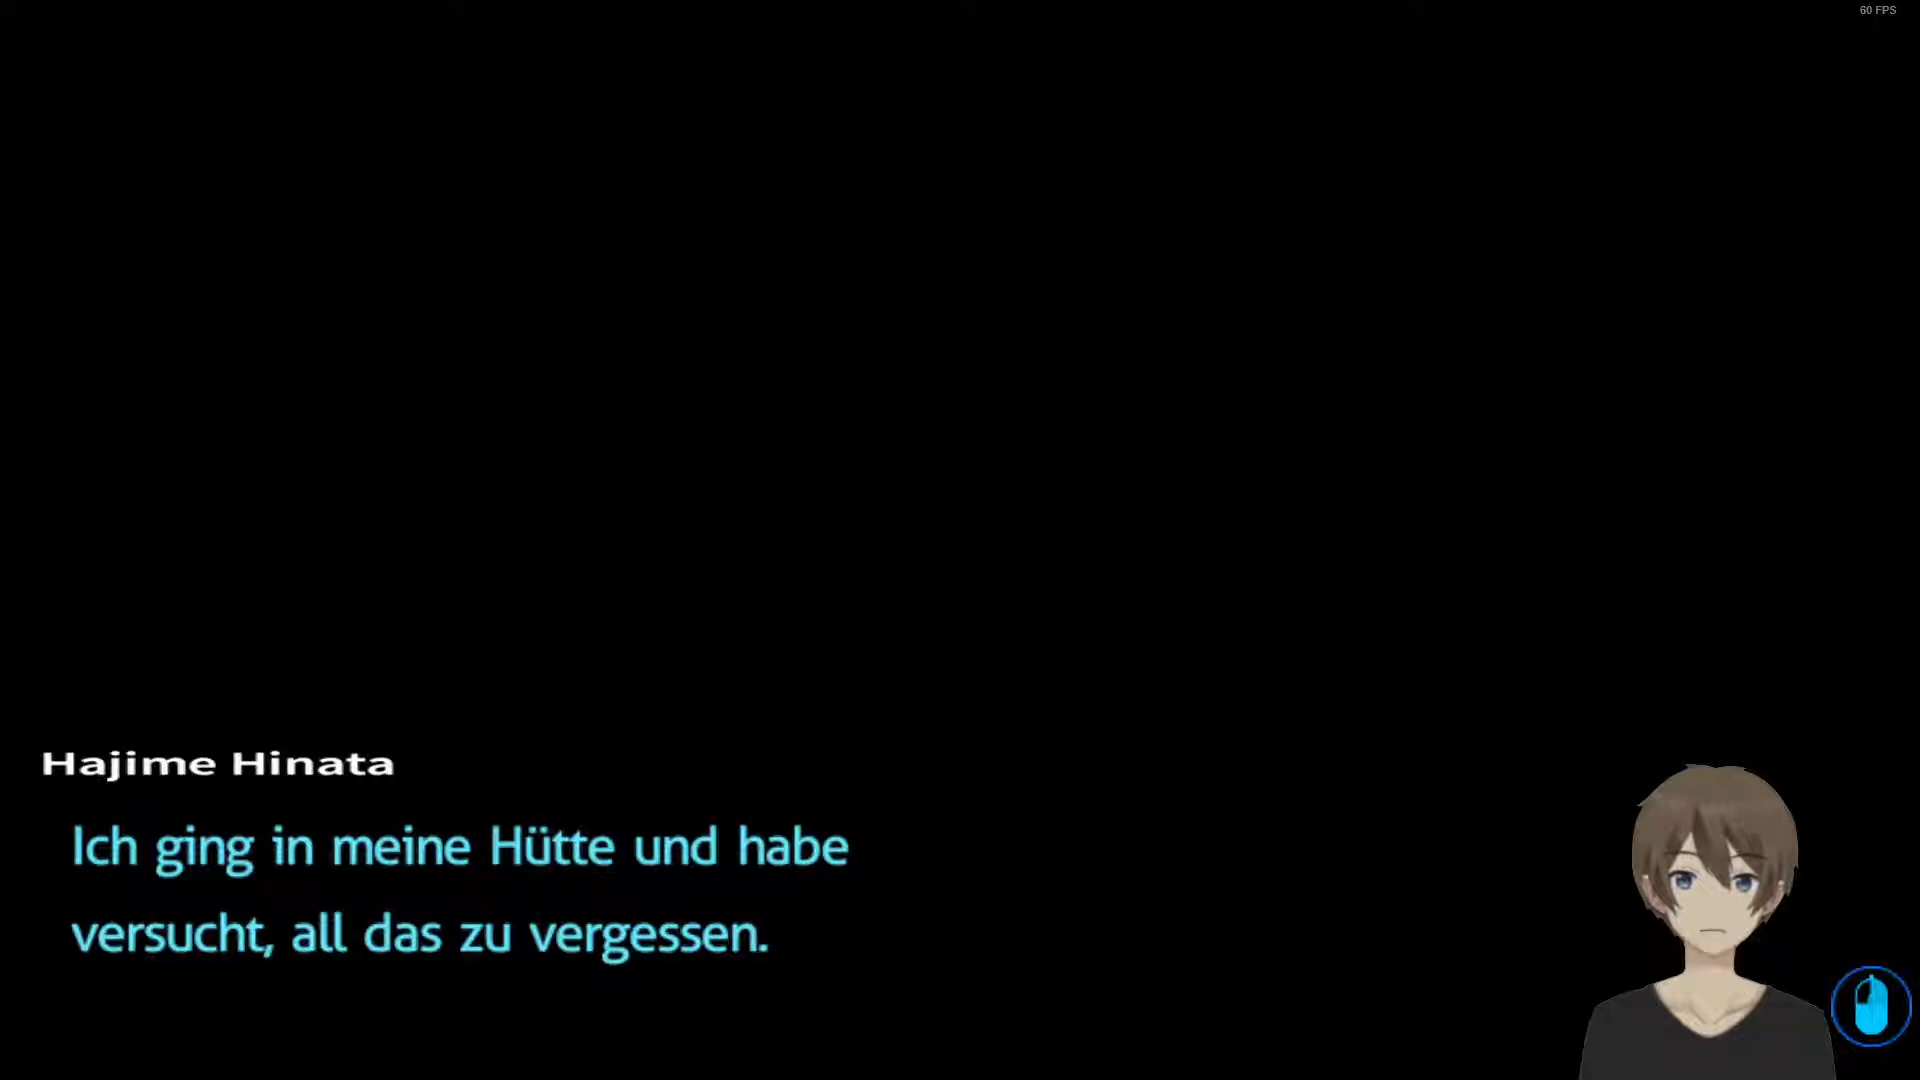 60 FPS
Hajime Hinata
Ich ging in meine Hütte und habe
versucht, all das zu vergessen.